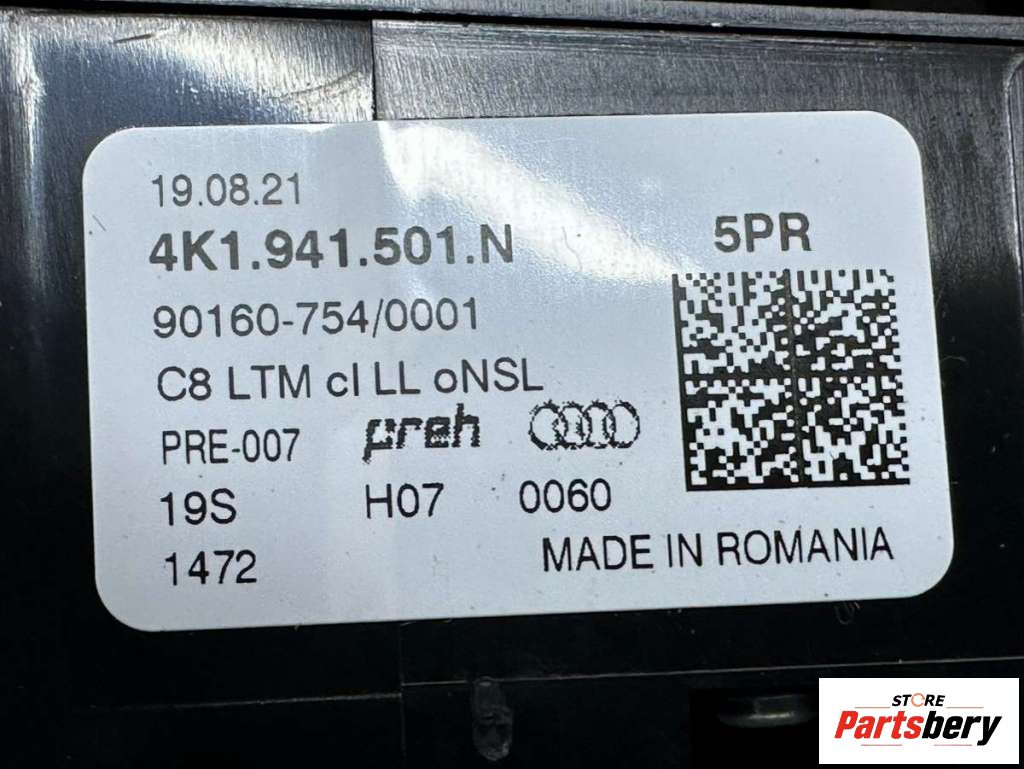 19.08.21
4K1.941.501.N
5PR
90160-754/0001
C8 LTM cl LL oNSL
PRE-007 preh
19S H07 0060
1472
MADE IN ROMANIA
STORE
Partsbery